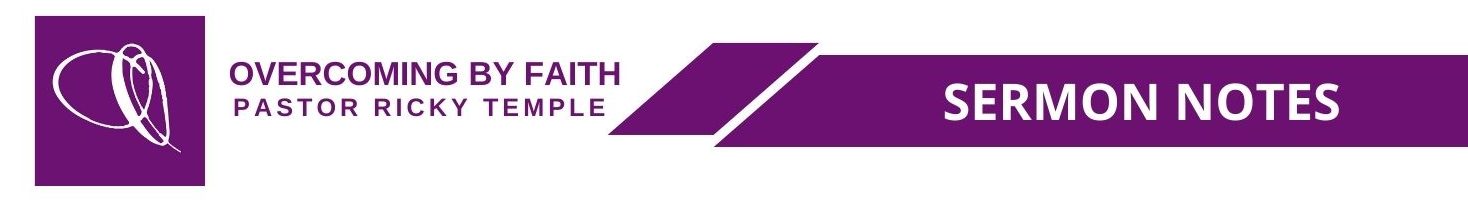 OVERCOMING BY FAITH
PASTOR RICKY TEMPLE
SERMON NOTES